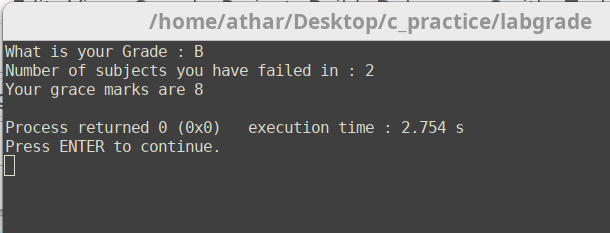 /home/athar/Desktop/c_practice/labgrade
What is your Grade : B
Number of subjects you have failed in : 2
Your grace marks are 8
Process returned 0 (0x0)   execution time : 2.754 s
Press ENTER to continue.